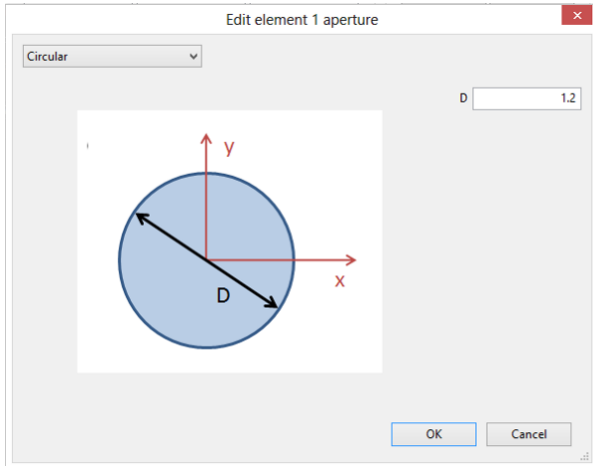 Edit element 1 aperture
x
Circular
D 1.2
y
x
D
OK Cancel